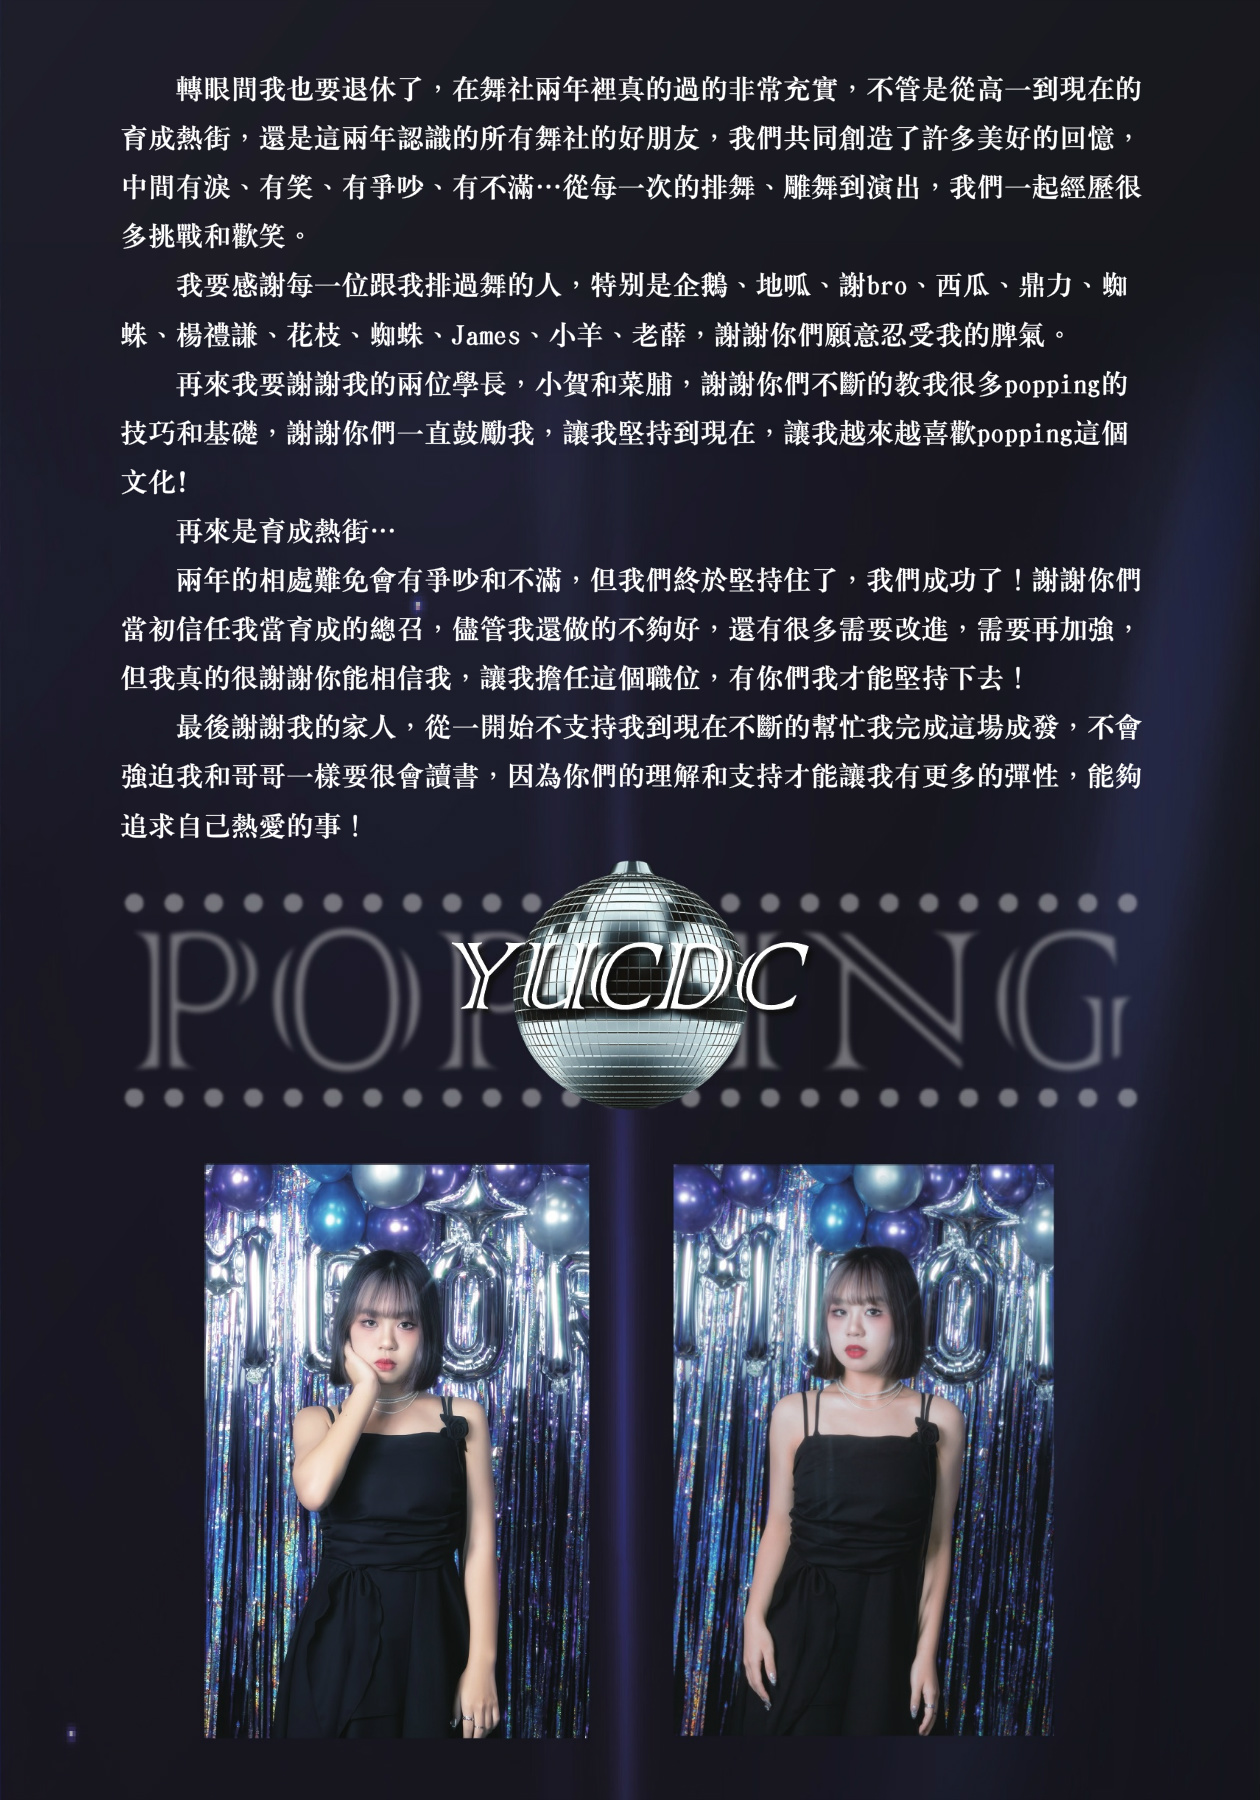 轉眼間我也要退休了，在舞社兩年裡真的過的非常充實，不管是從高一到現在的
育成熱街，還是這兩年認識的所有舞社的好朋友，我們共同創造了許多美好的回憶，
中間有淚、有笑、有爭吵、有不滿…從每一次的排舞、雕舞到演出，我們一起經歷很
多挑戰和歡笑。
我要感謝每一位跟我排過舞的人，特別是企鵝、地呱、謝bro、西瓜、鼎力、蜘
蛛、楊禮謙、花枝、蜘蛛、James、小羊、老薛，謝謝你們願意忍受我的脾氣。
再來我要謝謝我的兩位學長，小賀和菜脯，謝謝你們不斷的教我很多popping的
技巧和基礎，謝謝你們一直鼓勵我，讓我堅持到現在，讓我越來越喜歡popping這個
文化!
再來是育成熱街…
兩年的相處難免會有爭吵和不滿，但我們終於堅持住了，我們成功了！謝謝你們
當初信任我當育成的總召，儘管我還做的不夠好，還有很多需要改進，需要再加強，
但我真的很謝謝你能相信我，讓我擔任這個職位，有你們我才能堅持下去！
最後謝謝我的家人，從一開始不支持我到現在不斷的幫忙我完成這場成發，不會
強迫我和哥哥一樣要很會讀書，因為你們的理解和支持才能讓我有更多的彈性，能夠
追求自己熱愛的事！
POPPING
YUCDC